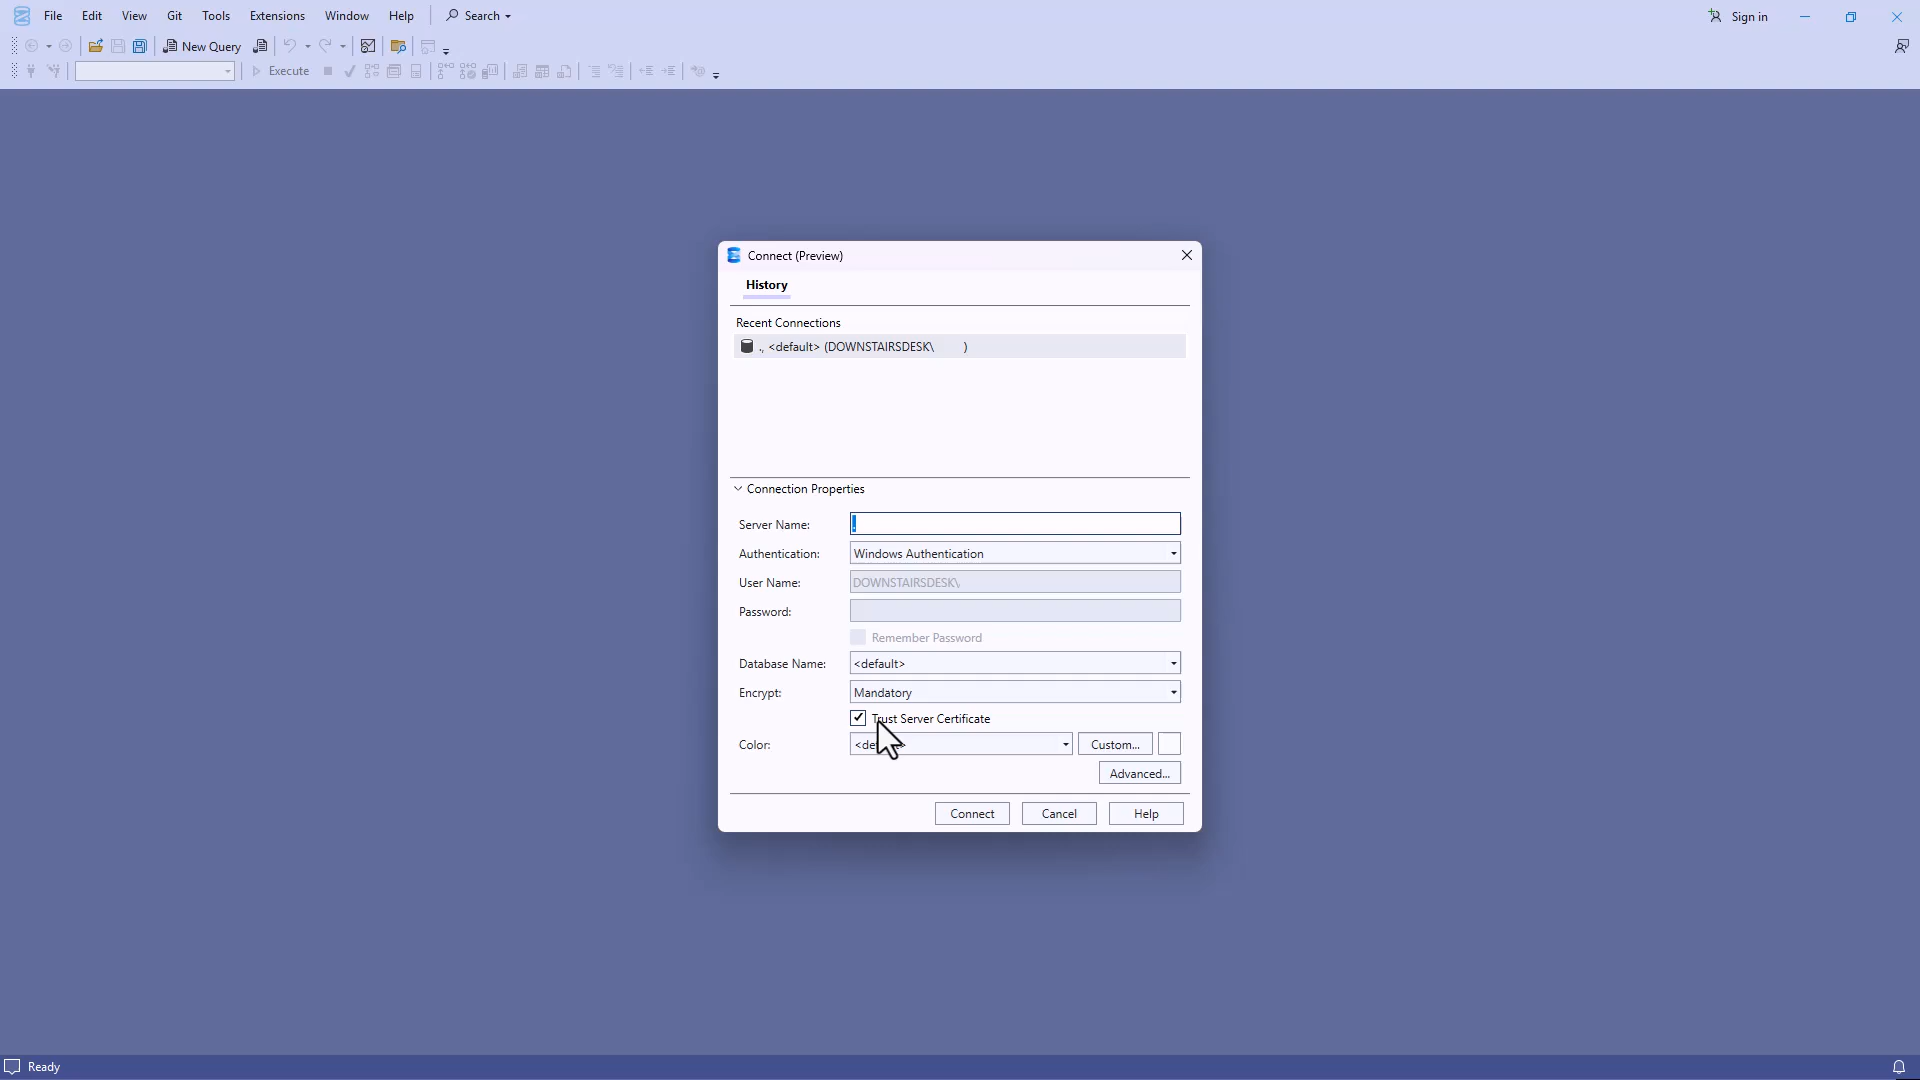 File Edit View Git Tools Extensions Window Help Search Sign in
New Query
Execute
Connect (Preview)
History
Recent Connections
., <default> (DOWNSTAIRSDESK\ )
Connection Properties
Server Name: .
Authentication: Windows Authentication
User Name: DOWNSTAIRSDESK\
Password:
Remember Password
Database Name: <default>
Encrypt: Mandatory
Trust Server Certificate
Color: <default> Custom...
Advanced...
Connect Cancel Help
Ready